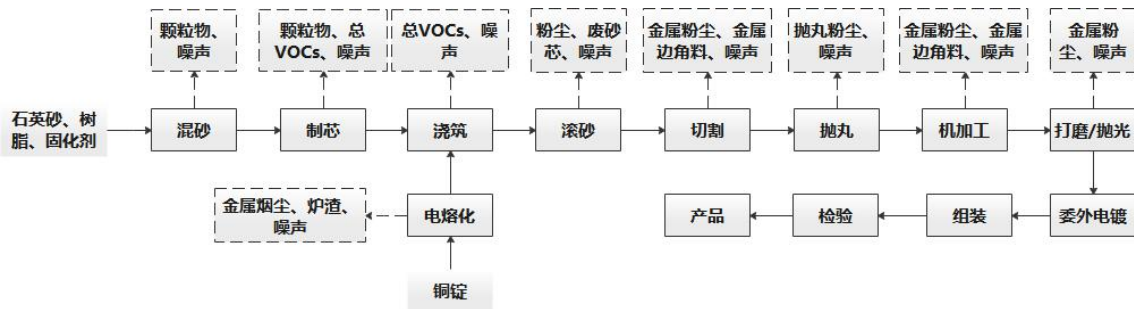 颗粒物、
噪声
颗粒物、总
VOCs、噪声
总VOCs、噪
声
粉尘、废砂
芯、噪声
金属粉尘、金属
边角料、噪声
抛丸粉尘、
噪声
金属粉尘、金属
边角料、噪声
金属粉
尘、噪声
石英砂、树
脂、固化剂
混砂
制芯
浇筑
滚砂
切割
抛丸
机加工
打磨/抛光
金属烟尘、炉渣、
噪声
电熔化
产品
检验
组装
委外电镀
铜锭